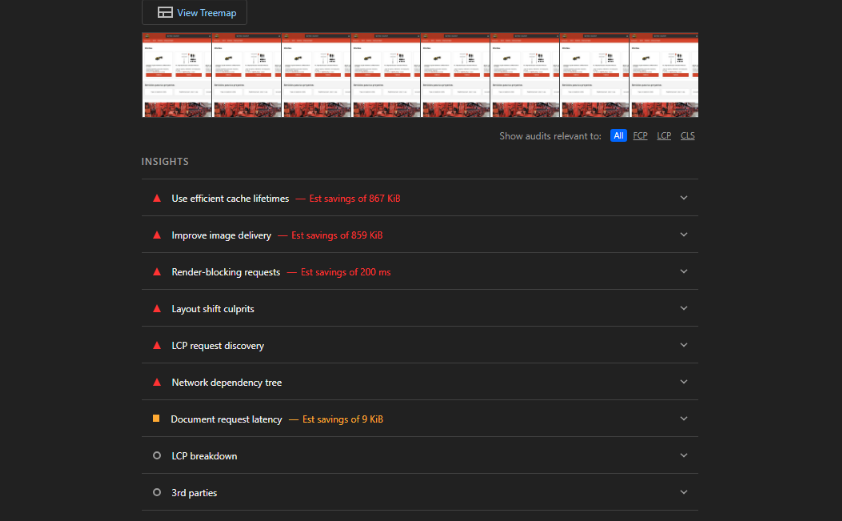 View Treemap
Show audits relevant to: All FCP LCP CLS
INSIGHTS
Use efficient cache lifetimes — Est savings of 867 KiB
Improve image delivery — Est savings of 859 KiB
Render-blocking requests — Est savings of 200 ms
Layout shift culprits
LCP request discovery
Network dependency tree
Document request latency — Est savings of 9 KiB
LCP breakdown
3rd parties